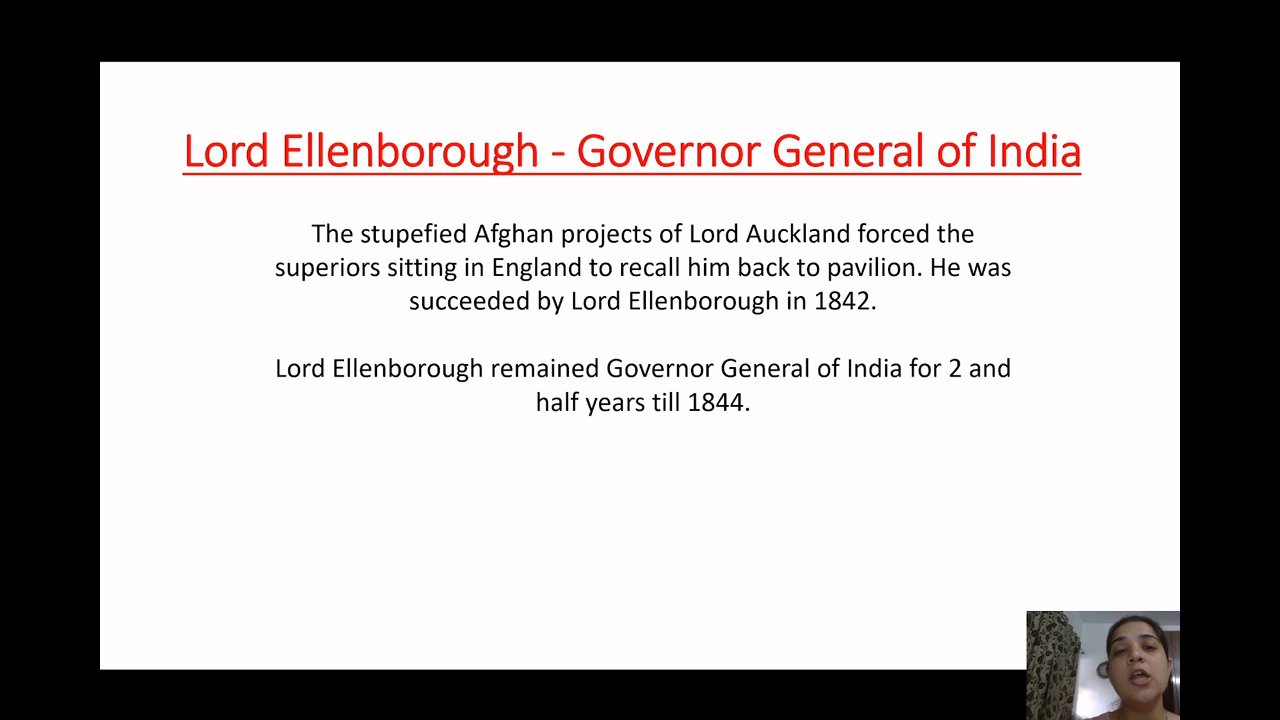 Lord Ellenborough - Governor General of India
The stupefied Afghan projects of Lord Auckland forced the
superiors sitting in England to recall him back to pavilion. He was
succeeded by Lord Ellenborough in 1842.
Lord Ellenborough remained Governor General of India for 2 and
half years till 1844.